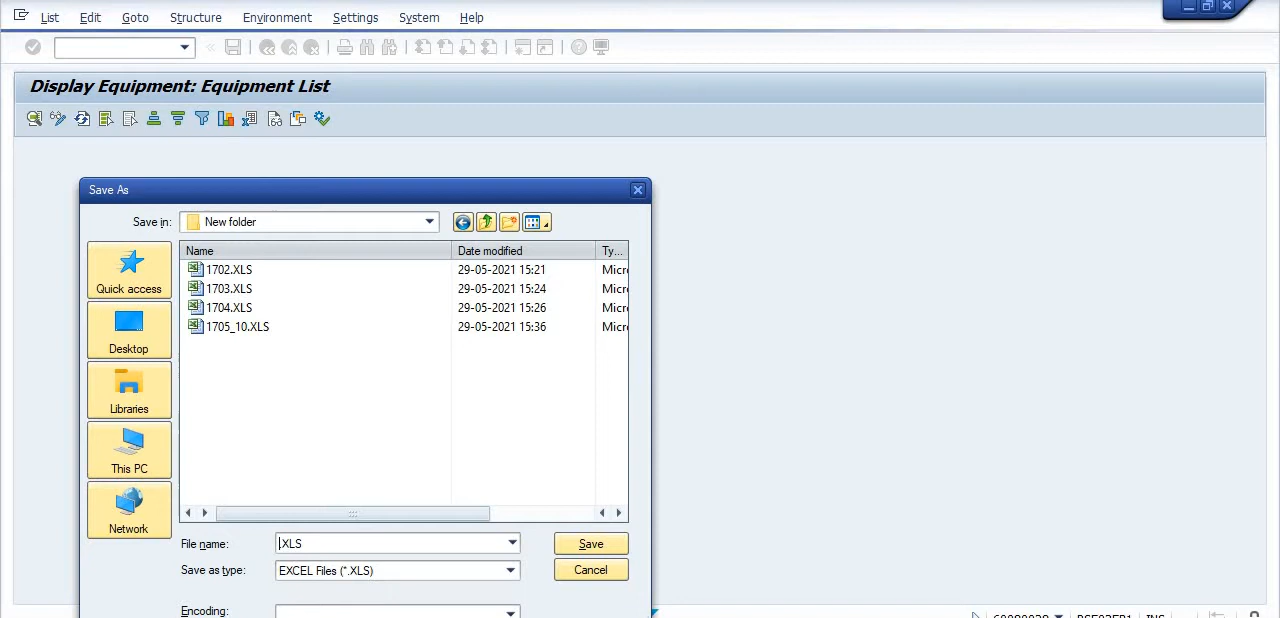 List Edit Goto Structure Environment Settings System Help
Display Equipment: Equipment List
Save As
Save in: New folder
Name Date modified Ty...
1702.XLS 29-05-2021 15:21 Micr
1703.XLS 29-05-2021 15:24 Micr
1704.XLS 29-05-2021 15:26 Micr
1705_10.XLS 29-05-2021 15:36 Micr
Quick access
Desktop
Libraries
This PC
Network
File name: .XLS Save
Save as type: EXCEL Files (*.XLS) Cancel
Encoding:
INS